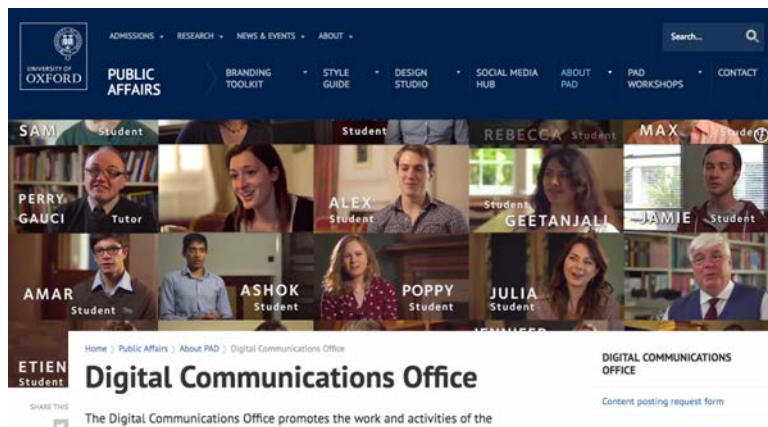 ADMISSIONS
RESEARCH
NEWS & EVENTS
ABOUT
Search...
UNIVERSITY OF
OXFORD
PUBLIC
AFFAIRS
BRANDING
TOOLKIT
STYLE
GUIDE
DESIGN
STUDIO
SOCIAL MEDIA
HUB
ABOUT
PAD
PAD
WORKSHOPS
CONTACT
SAM Student
Student
REBECCA Student
MAX Student
PERRY
GAUCI Tutor
ALEX
Student
Student
GEETANJALI
JAMIE Student
AMAR
Student
ASHOK
Student
POPPY
Student
JULIA
Student
JENNIFER
ETIEN
Student
Home 〉 Public Affairs 〉 About PAD 〉 Digital Communications Office
Digital Communications Office
SHARE THIS
The Digital Communications Office promotes the work and activities of the
DIGITAL COMMUNICATIONS
OFFICE
Content posting request form